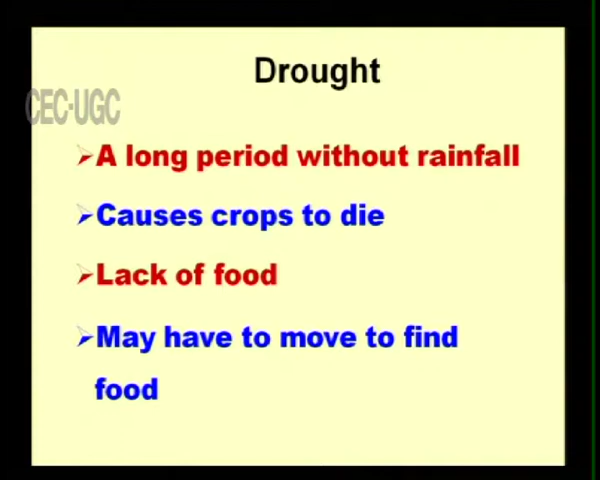 Drought
CEC-UGC
➢A long period without rainfall
➢Causes crops to die
➢Lack of food
➢May have to move to find
food